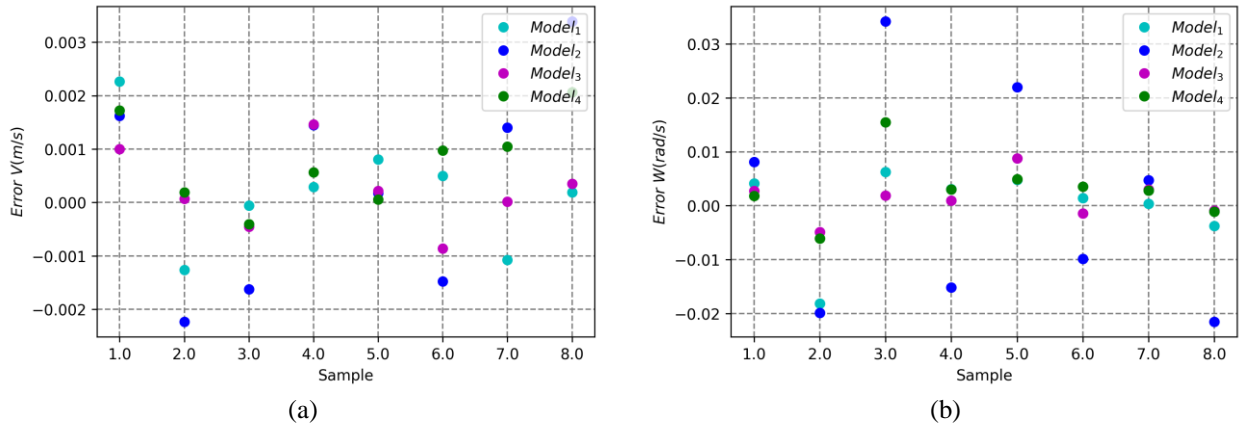 0.003
0.002
0.001
0.000
−0.001
−0.002
Error V(m/s)
1.0 2.0 3.0 4.0 5.0 6.0 7.0 8.0
Sample
Model₁
Model₂
Model₃
Model₄
(a)
0.03
0.02
0.01
0.00
−0.01
−0.02
Error W(rad/s)
1.0 2.0 3.0 4.0 5.0 6.0 7.0 8.0
Sample
Model₁
Model₂
Model₃
Model₄
(b)